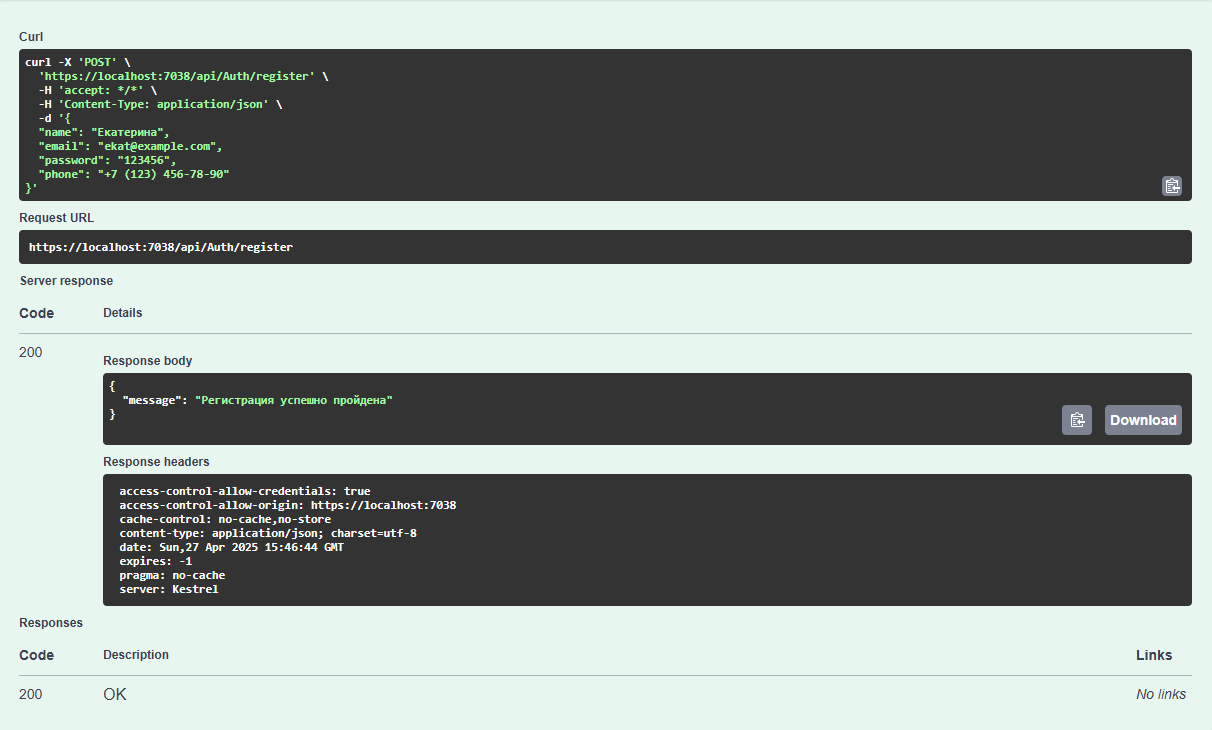 Curl
curl -X 'POST' \
'https://localhost:7038/api/Auth/register' \
-H 'accept: */*' \
-H 'Content-Type: application/json' \
-d '{
"name": "Екатерина",
"email": "ekat@example.com",
"password": "123456",
"phone": "+7 (123) 456-78-90"
}'
Request URL
https://localhost:7038/api/Auth/register
Server response
Code Details
200
Response body
{
"message": "Регистрация успешно пройдена"
}
Download
Response headers
access-control-allow-credentials: true
access-control-allow-origin: https://localhost:7038
cache-control: no-cache,no-store
content-type: application/json; charset=utf-8
date: Sun,27 Apr 2025 15:46:44 GMT
expires: -1
pragma: no-cache
server: Kestrel
Responses
Code Description Links
200 OK No links